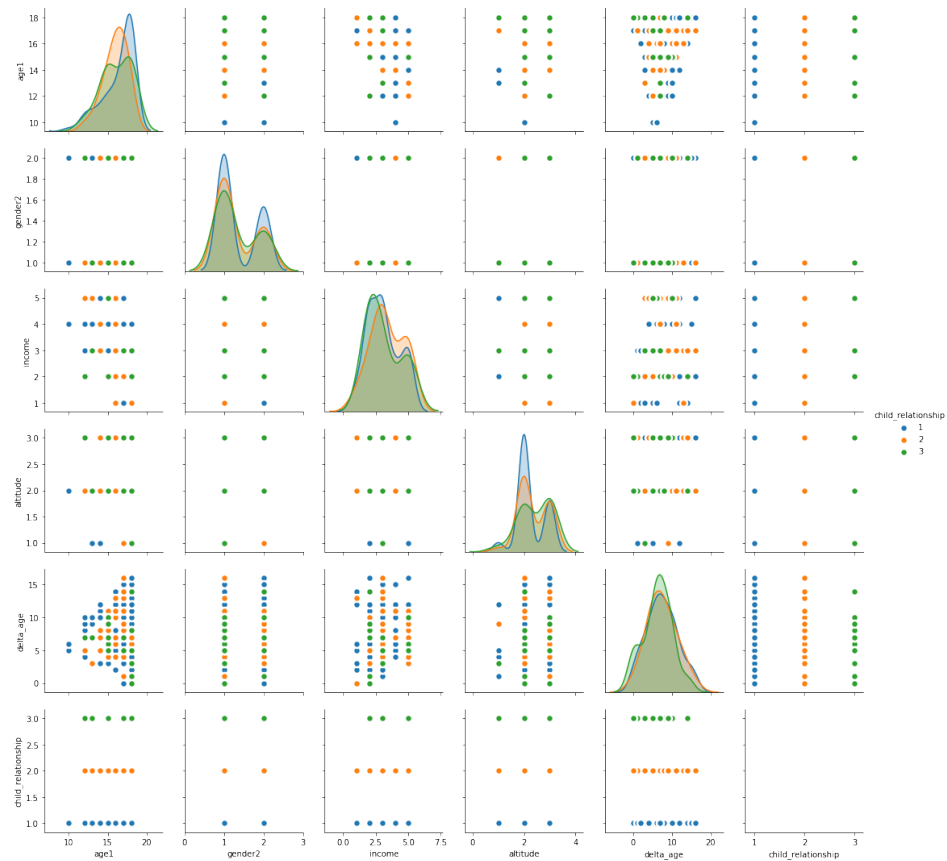 18
16
14
12
10
age1
2.0
1.8
1.6
1.4
1.2
1.0
gender2
5
4
3
2
1
income
3.0
2.5
2.0
1.5
1.0
altitude
15
10
5
0
delta_age
3.0
2.5
2.0
1.5
1.0
child_relationship
10 15 20
age1
1 2 3
gender2
0.0 2.5 5.0 7.5
income
0 2 4
altitude
0 10 20
delta_age
1 2 3
child_relationship
child_relationship
1
2
3